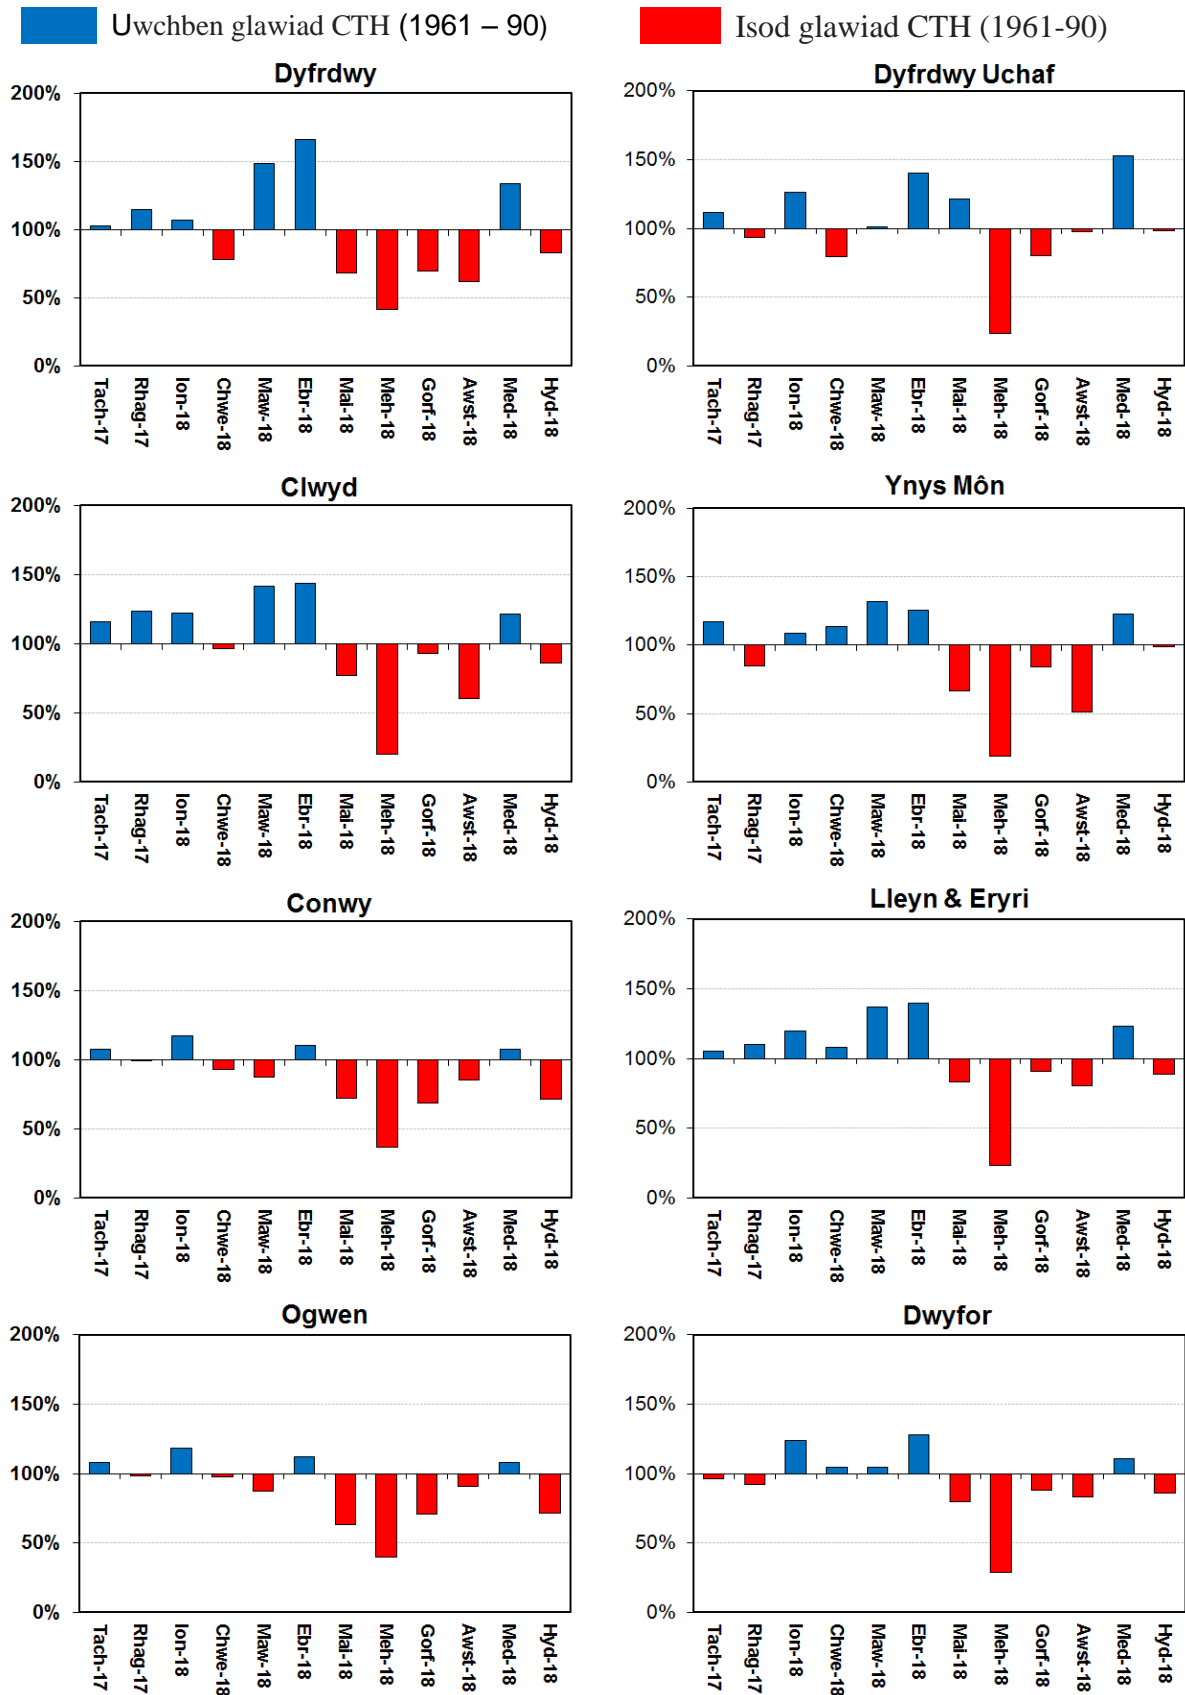 Uwchben glawiad CTH (1961 – 90)
Isod glawiad CTH (1961-90)
Dyfrdwy
200%
150%
100%
50%
0%
Tach-17
Rhag-17
Ion-18
Chwe-18
Maw-18
Ebr-18
Mai-18
Meh-18
Gorf-18
Awst-18
Med-18
Hyd-18
Dyfrdwy Uchaf
200%
150%
100%
50%
0%
Tach-17
Rhag-17
Ion-18
Chwe-18
Maw-18
Ebr-18
Mai-18
Meh-18
Gorf-18
Awst-18
Med-18
Hyd-18
Clwyd
200%
150%
100%
50%
0%
Tach-17
Rhag-17
Ion-18
Chwe-18
Maw-18
Ebr-18
Mai-18
Meh-18
Gorf-18
Awst-18
Med-18
Hyd-18
Ynys Môn
200%
150%
100%
50%
0%
Tach-17
Rhag-17
Ion-18
Chwe-18
Maw-18
Ebr-18
Mai-18
Meh-18
Gorf-18
Awst-18
Med-18
Hyd-18
Conwy
200%
150%
100%
50%
0%
Tach-17
Rhag-17
Ion-18
Chwe-18
Maw-18
Ebr-18
Mai-18
Meh-18
Gorf-18
Awst-18
Med-18
Hyd-18
Lleyn & Eryri
200%
150%
100%
50%
0%
Tach-17
Rhag-17
Ion-18
Chwe-18
Maw-18
Ebr-18
Mai-18
Meh-18
Gorf-18
Awst-18
Med-18
Hyd-18
Ogwen
200%
150%
100%
50%
0%
Tach-17
Rhag-17
Ion-18
Chwe-18
Maw-18
Ebr-18
Mai-18
Meh-18
Gorf-18
Awst-18
Med-18
Hyd-18
Dwyfor
200%
150%
100%
50%
0%
Tach-17
Rhag-17
Ion-18
Chwe-18
Maw-18
Ebr-18
Mai-18
Meh-18
Gorf-18
Awst-18
Med-18
Hyd-18